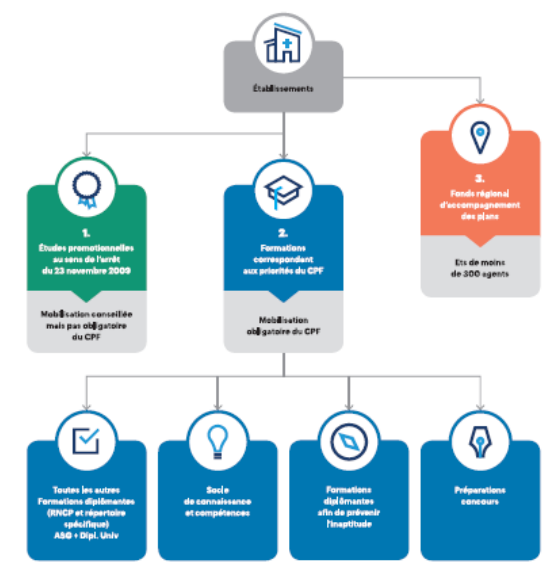 Établissements
1.
Études promotionnelles
au sens de l'arrêt
du 23 novembre 2009
Mobilisation conseillée
mais pas obligatoire
du CPF
2.
Formations
correspondant
aux priorités du CPF
Mobilisation
obligatoire du CPF
3.
Fonds régional
d'accompagnement
des plans
Ets de moins
de 300 agents
Toutes les autres
Formations diplômantes
(RNCP et répertoire
spécifique)
ASG + Dipl. Univ
Socle
de connaissance
et compétences
Formations
diplômantes
afin de prévenir
l'inaptitude
Préparations
concours